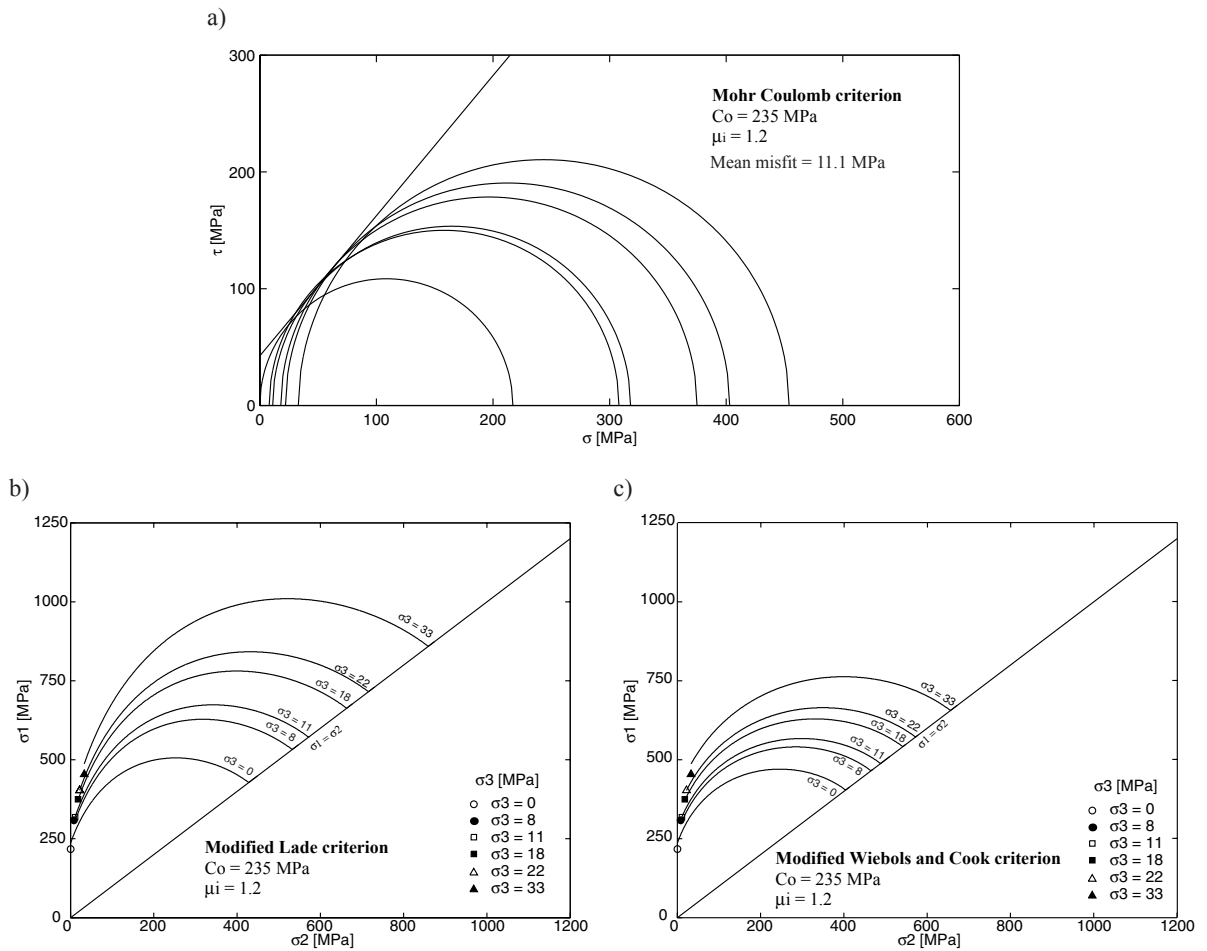 a)
300
200
100
0
τ [MPa]
Mohr Coulomb criterion
Co = 235 MPa
μi = 1.2
Mean misfit = 11.1 MPa
0 100 200 300 400 500 600
σ [MPa]
b)
1250
1000
750
500
250
0
σ1 [MPa]
σ3 = 33
σ3 = 22
σ3 = 18
σ3 = 11
σ3 = 8
σ3 = 0
σ1 = σ2
σ3 [MPa]
σ3 = 0
σ3 = 8
σ3 = 11
σ3 = 18
σ3 = 22
σ3 = 33
Modified Lade criterion
Co = 235 MPa
μi = 1.2
0 200 400 600 800 1000 1200
σ2 [MPa]
c)
1250
1000
750
500
250
0
σ1 [MPa]
σ3 = 33
σ3 = 22
σ3 = 18
σ3 = 11
σ3 = 8
σ3 = 0
σ1 = σ2
σ3 [MPa]
σ3 = 0
σ3 = 8
σ3 = 11
σ3 = 18
σ3 = 22
σ3 = 33
Modified Wiebols and Cook criterion
Co = 235 MPa
μi = 1.2
0 200 400 600 800 1000 1200
σ2 [MPa]